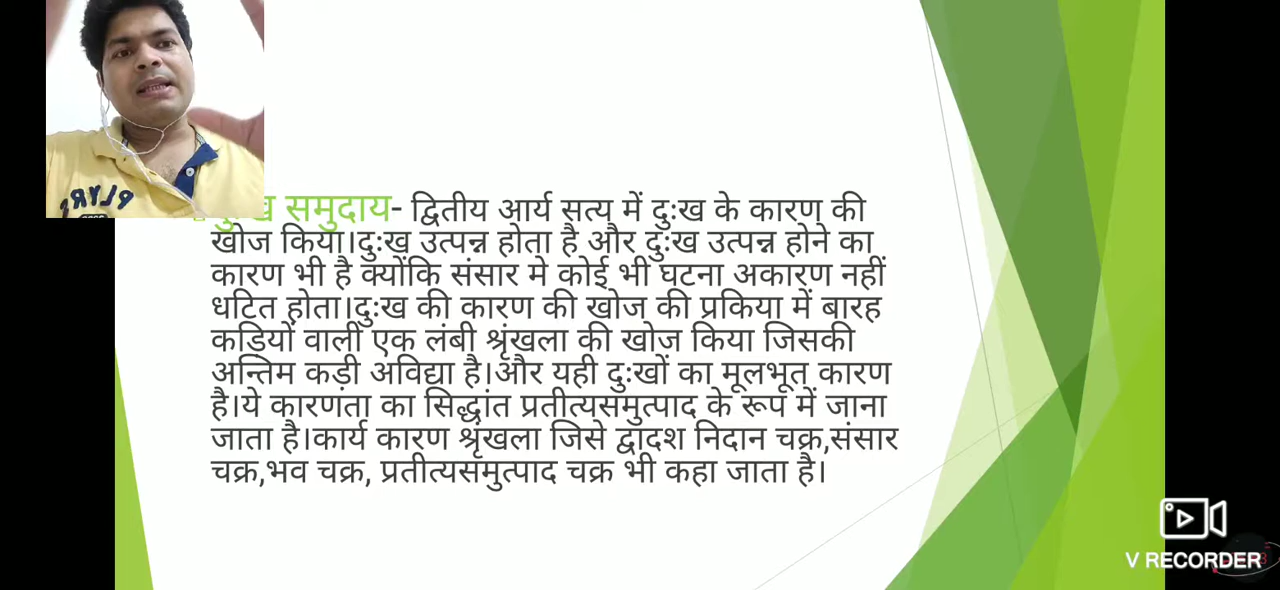 दुःख समुदाय- द्वितीय आर्य सत्य में दुःख के कारण की
खोज किया।दुःख उत्पन्न होता है और दुःख उत्पन्न होने का
कारण भी है क्योंकि संसार मे कोई भी घटना अकारण नहीं
धटित होता।दुःख की कारण की खोज की प्रकिया में बारह
कड़ियों वाली एक लंबी श्रृंखला की खोज किया जिसकी
अन्तिम कड़ी अविद्या है।और यही दुःखों का मूलभूत कारण
है।ये कारणंता का सिद्धांत प्रतीत्यसमुत्पाद के रूप में जाना
जाता है।कार्य कारण श्रृंखला जिसे द्वादश निदान चक्र,संसार
चक्र,भव चक्र, प्रतीत्यसमुत्पाद चक्र भी कहा जाता है।
V RECORDER